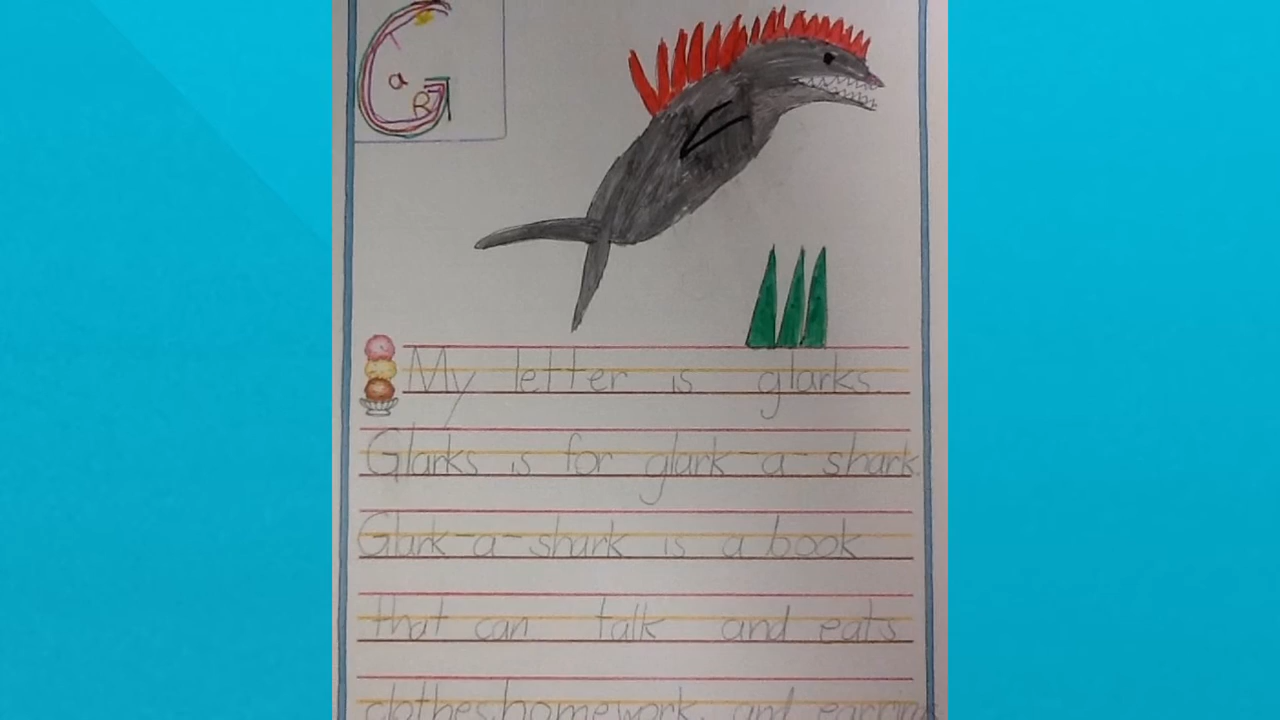 G
a
B
My letter is glarks.
Glarks is for glark-a-shark.
Glark-a-shark is a book
that can talk and eats
clothes, homework, and